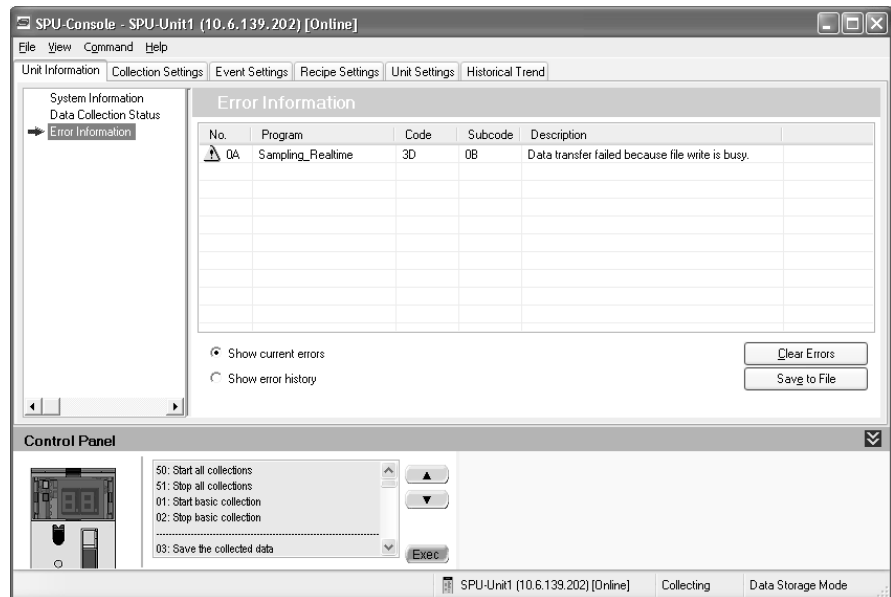 SPU-Console - SPU-Unit1 (10.6.139.202) [Online]
File View Command Help
Unit Information Collection Settings Event Settings Recipe Settings Unit Settings Historical Trend
System Information
Data Collection Status
Error Information
Error Information
No. Program Code Subcode Description
0A Sampling_Realtime 3D 0B Data transfer failed because file write is busy.
Show current errors
Show error history
Clear Errors
Save to File
Control Panel
88
50: Start all collections
51: Stop all collections
01: Start basic collection
02: Stop basic collection
03: Save the collected data
Exec
SPU-Unit1 (10.6.139.202) [Online] Collecting Data Storage Mode